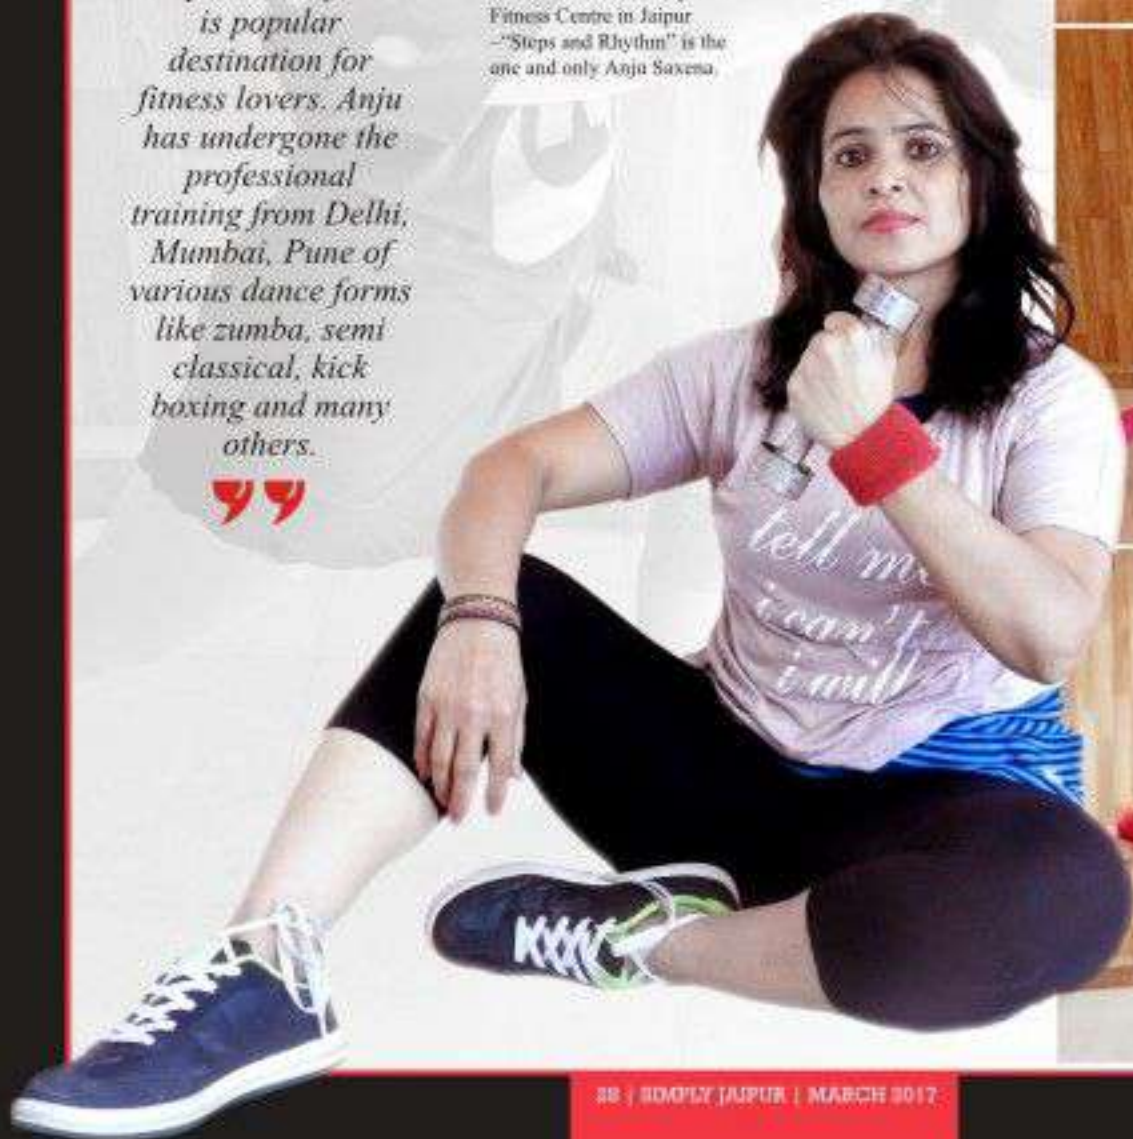 is popular
destination for
fitness lovers. Anju
has undergone the
professional
training from Delhi,
Mumbai, Pune of
various dance forms
like zumba, semi
classical, kick
boxing and many
others.
Fitness Centre in Jaipur
–"Steps and Rhythm" is the
one and only Anju Saxena.
tell me
i can't
i will
28 | SIMPLY JAIPUR | MARCH 2017